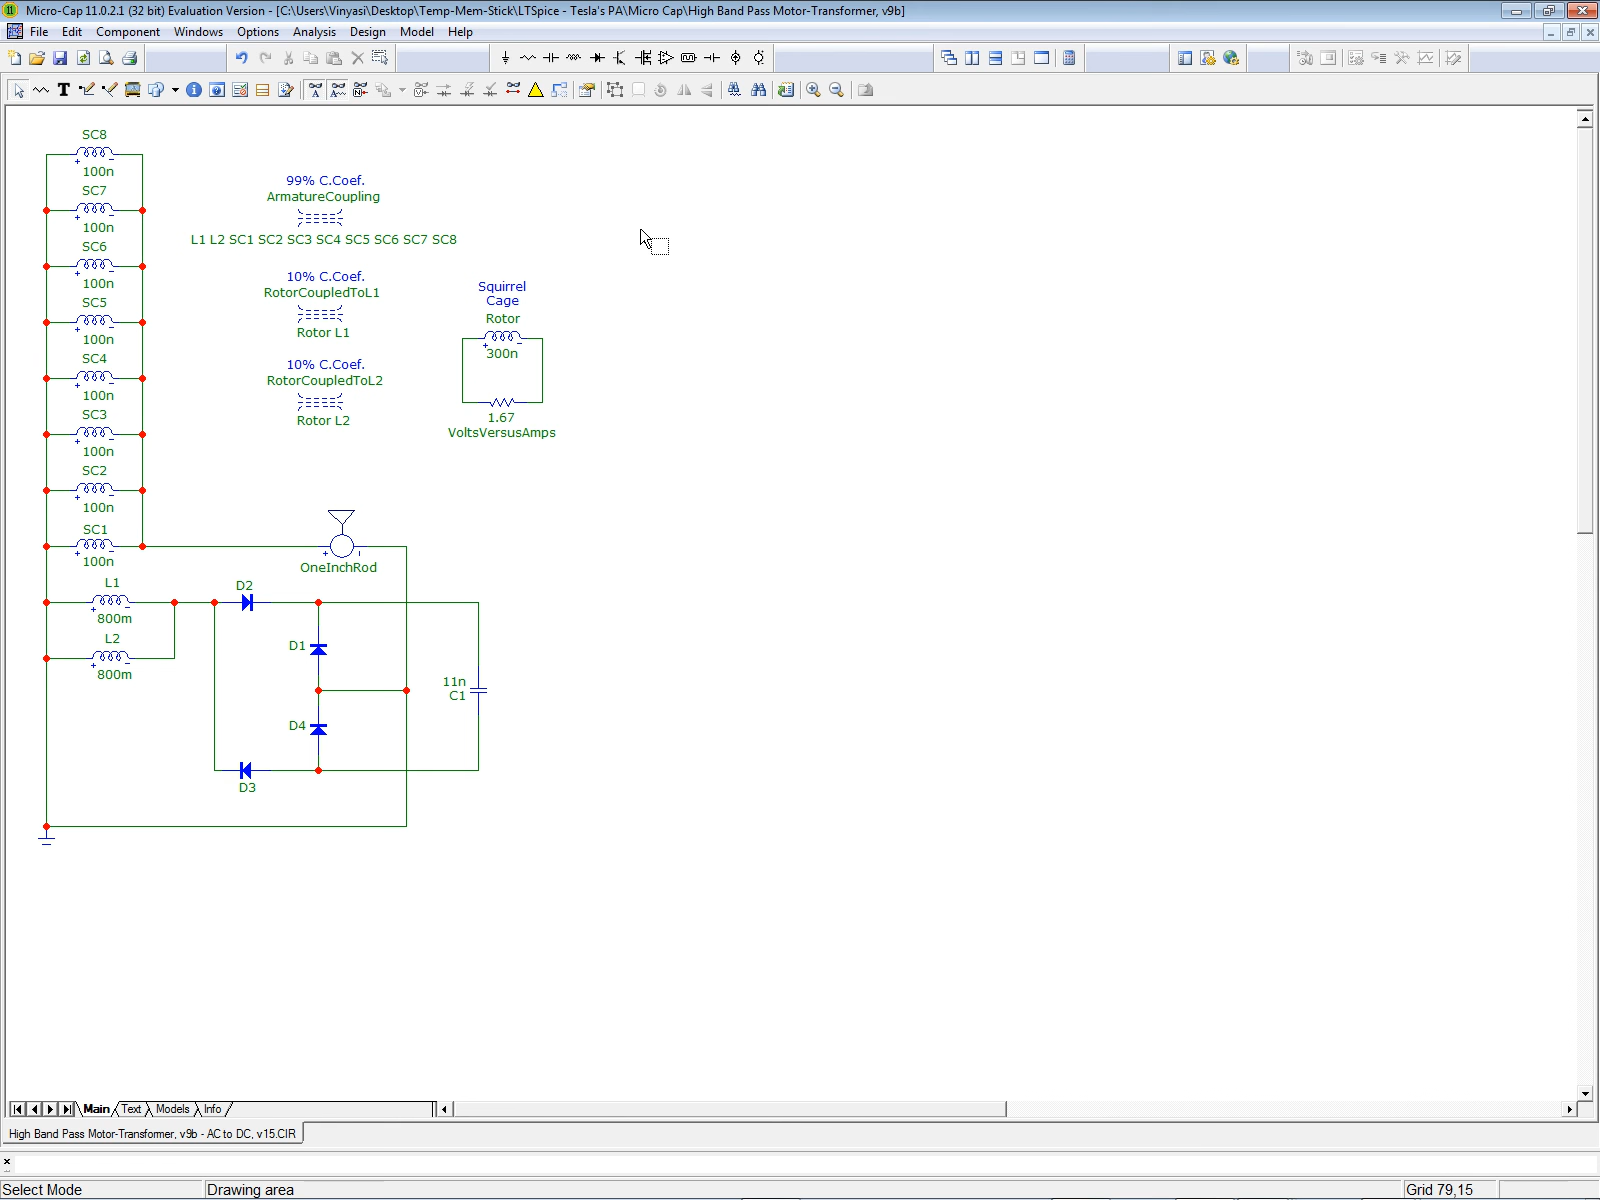 Micro-Cap 11.0.2.1 (32 bit) Evaluation Version - [C:\Users\Vinyasi\Desktop\Temp-Mem-Stick\LTSpice - Tesla's PA\Micro Cap\High Band Pass Motor-Transformer, v9b]
File Edit Component Windows Options Analysis Design Model Help
SC8
100n
SC7
100n
SC6
100n
SC5
100n
SC4
100n
SC3
100n
SC2
100n
SC1
100n
L1
800m
L2
800m
99% C.Coef.
ArmatureCoupling
L1 L2 SC1 SC2 SC3 SC4 SC5 SC6 SC7 SC8
10% C.Coef.
RotorCoupledToL1
Rotor L1
10% C.Coef.
RotorCoupledToL2
Rotor L2
Squirrel
Cage
Rotor
300n
1.67
VoltsVersusAmps
OneInchRod
D2
D1
11n
C1
D4
D3
Main Text Models Info
High Band Pass Motor-Transformer, v9b - AC to DC, v15.CIR
Select Mode Drawing area Grid 79,15